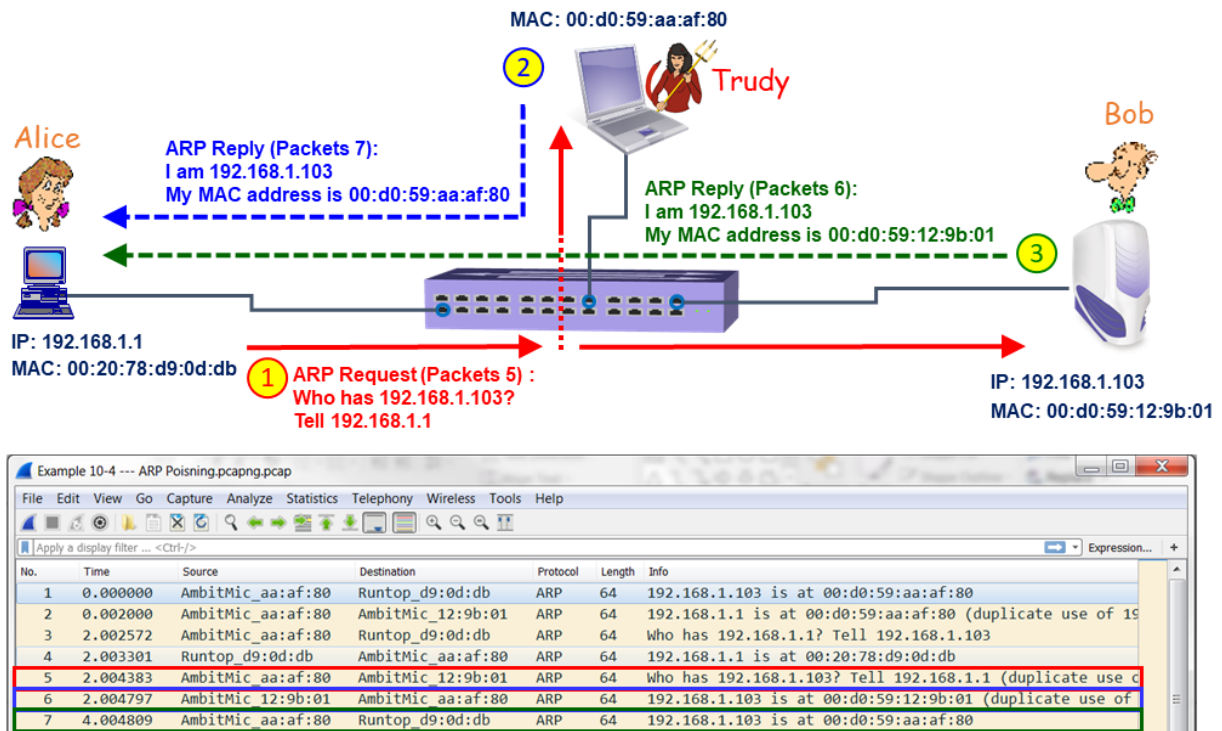 MAC: 00:d0:59:aa:af:80
2
Trudy
Bob
Alice
ARP Reply (Packets 7):
I am 192.168.1.103
My MAC address is 00:d0:59:aa:af:80
ARP Reply (Packets 6):
I am 192.168.1.103
My MAC address is 00:d0:59:12:9b:01
3
IP: 192.168.1.1
MAC: 00:20:78:d9:0d:db
1
ARP Request (Packets 5) :
Who has 192.168.1.103?
Tell 192.168.1.1
IP: 192.168.1.103
MAC: 00:d0:59:12:9b:01
Example 10-4 --- ARP Poisning.pcapng.pcap
File Edit View Go Capture Analyze Statistics Telephony Wireless Tools Help
Apply a display filter ... <Ctrl-/> Expression... +
No. Time Source Destination Protocol Length Info
1 0.000000 AmbitMic_aa:af:80 Runtop_d9:0d:db ARP 64 192.168.1.103 is at 00:d0:59:aa:af:80
2 0.002000 AmbitMic_aa:af:80 AmbitMic_12:9b:01 ARP 64 192.168.1.1 is at 00:d0:59:aa:af:80 (duplicate use of 19
3 2.002572 AmbitMic_aa:af:80 Runtop_d9:0d:db ARP 64 Who has 192.168.1.1? Tell 192.168.1.103
4 2.003301 Runtop_d9:0d:db AmbitMic_aa:af:80 ARP 64 192.168.1.1 is at 00:20:78:d9:0d:db
5 2.004383 AmbitMic_aa:af:80 AmbitMic_12:9b:01 ARP 64 Who has 192.168.1.103? Tell 192.168.1.1 (duplicate use
6 2.004797 AmbitMic_12:9b:01 AmbitMic_aa:af:80 ARP 64 192.168.1.103 is at 00:d0:59:12:9b:01 (duplicate use of
7 4.004809 AmbitMic_aa:af:80 Runtop_d9:0d:db ARP 64 192.168.1.103 is at 00:d0:59:aa:af:80